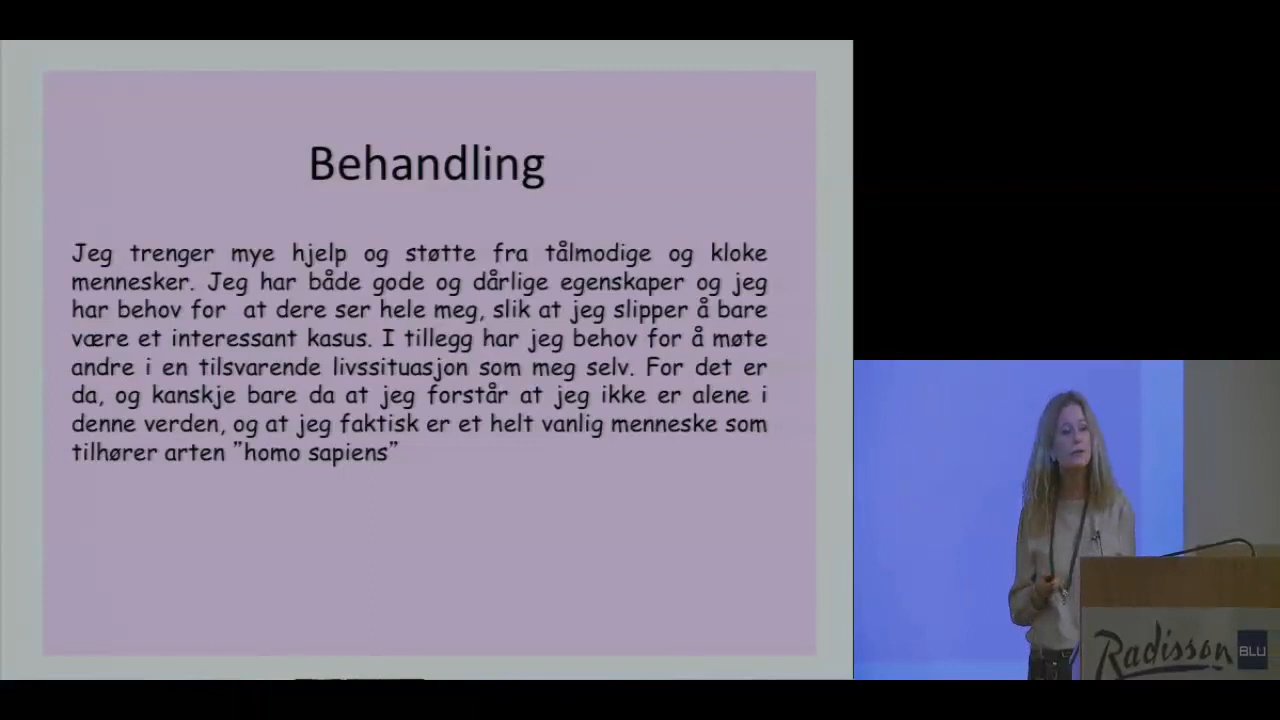 Behandling
Jeg trenger mye hjelp og støtte fra tålmodige og kloke
mennesker. Jeg har både gode og dårlige egenskaper og jeg
har behov for at dere ser hele meg, slik at jeg slipper å bare
være et interessant kasus. I tillegg har jeg behov for å møte
andre i en tilsvarende livssituasjon som meg selv. For det er
da, og kanskje bare da at jeg forstår at jeg ikke er alene i
denne verden, og at jeg faktisk er et helt vanlig menneske som
tilhører arten ”homo sapiens”
Radisson BLU